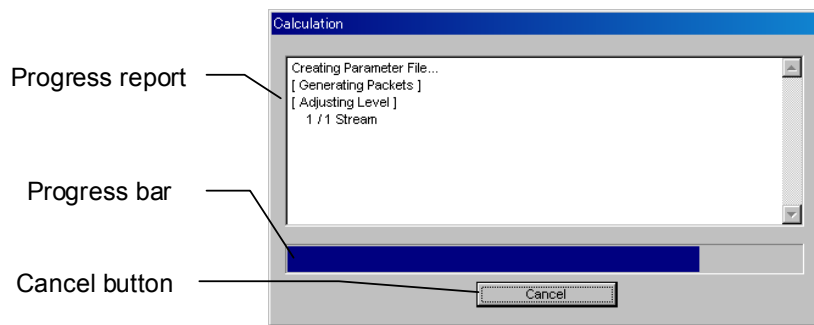 Calculation
Progress report
Creating Parameter File...
[ Generating Packets ]
[ Adjusting Level ]
1 / 1 Stream
Progress bar
Cancel button
Cancel